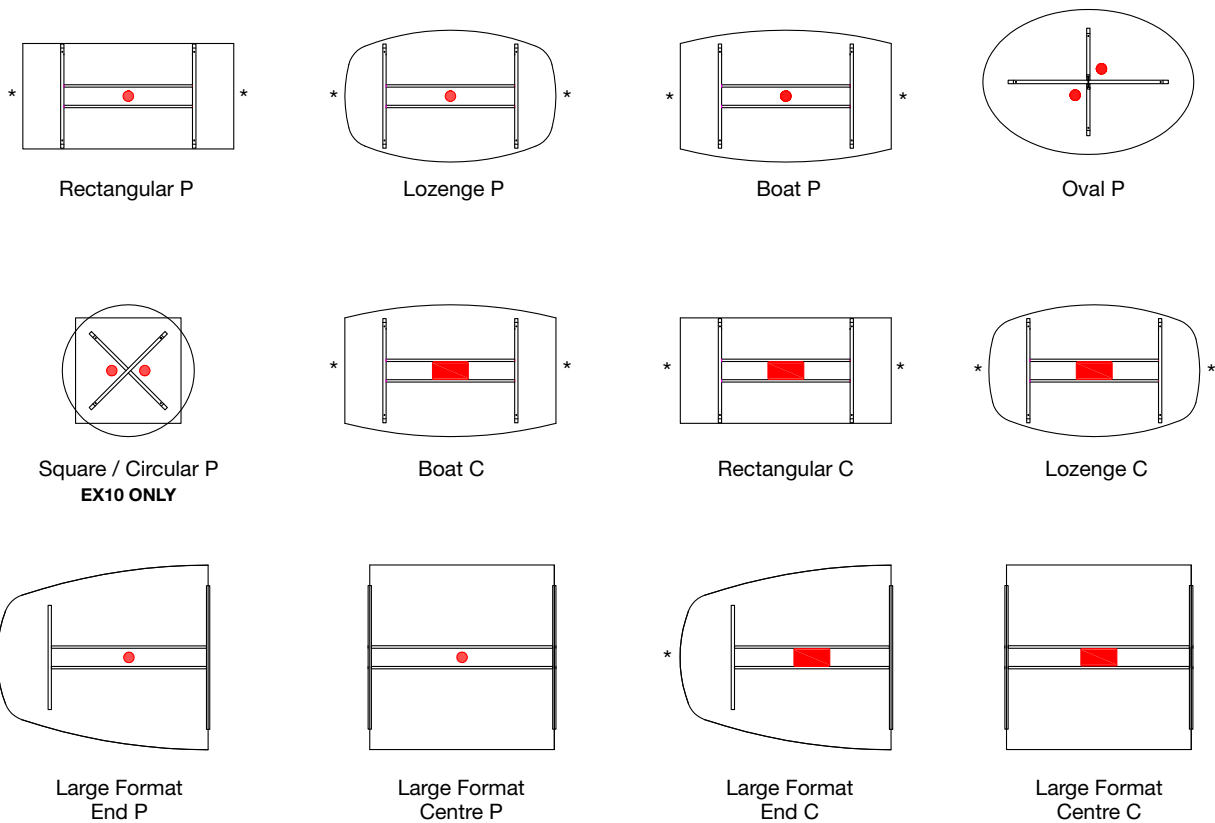 * * * * * *
Rectangular P Lozenge P Boat P Oval P
* * * * * *
Square / Circular P Boat C Rectangular C Lozenge C
EX10 ONLY
*
Large Format Large Format Large Format Large Format
End P Centre P End C Centre C